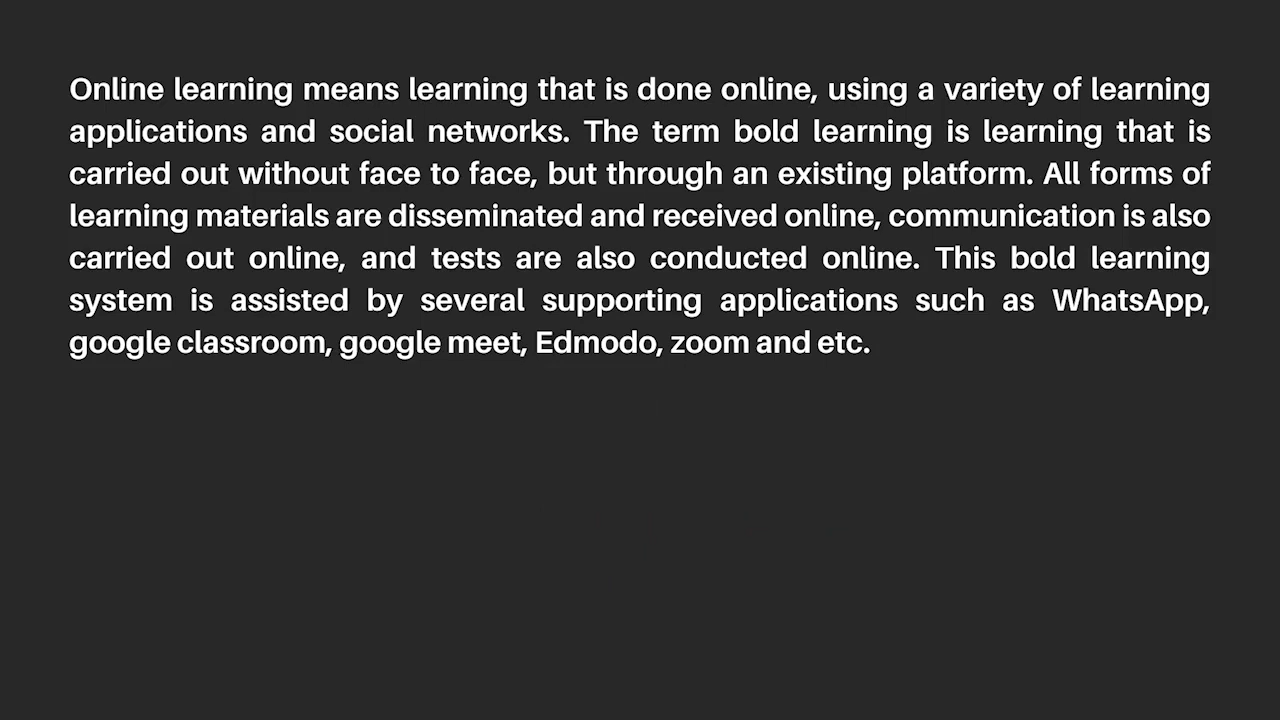 Online learning means learning that is done online, using a variety of learning
applications and social networks. The term bold learning is learning that is
carried out without face to face, but through an existing platform. All forms of
learning materials are disseminated and received online, communication is also
carried out online, and tests are also conducted online. This bold learning
system is assisted by several supporting applications such as WhatsApp,
google classroom, google meet, Edmodo, zoom and etc.